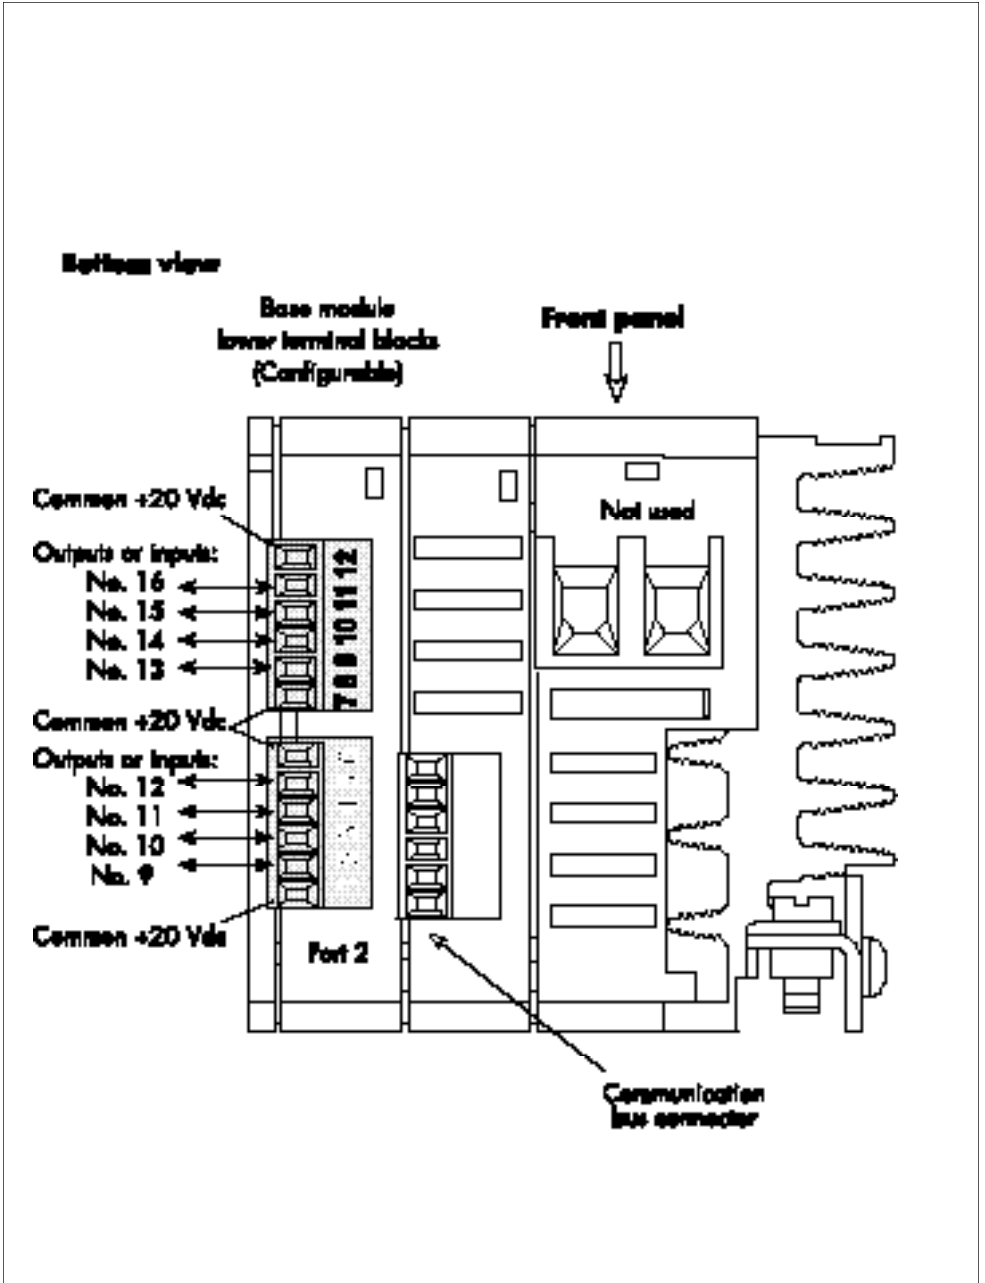 Bottom view
Base module
lower terminal blocks
(Configurable)
Front panel
Not used
Common +20 Vdc
Outputs or inputs:
No. 16
No. 15
No. 14
No. 13
12
11
10
9
8
7
Common +20 Vdc
Outputs or inputs:
No. 12
No. 11
No. 10
No. 9
Common +20 Vdc
Port 2
Communication
bus connector